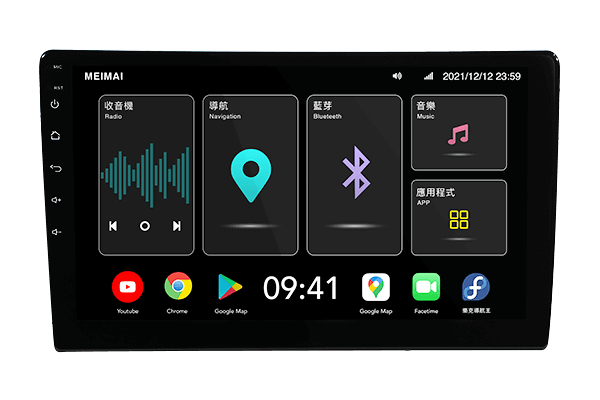 MIC
MEIMAI
2021/12/12 23:59
RST
收音機
Radio
導航
Navigation
藍芽
Bluetooth
音樂
Music
應用程式
APP
09:41
Youtube
Chrome
Google Map
Google Map
Facetime
樂克導航王